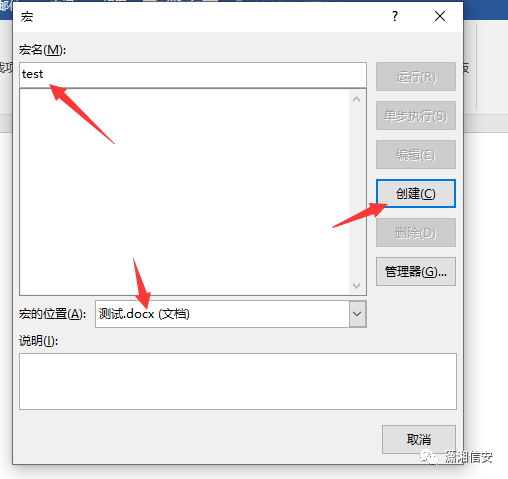 宏
?
宏名(M):
test
运行(R)
单步执行(S)
编辑(E)
创建(C)
删除(D)
管理器(G)...
宏的位置(A): 测试.docx (文档)
说明(I):
取消
潇湘信安